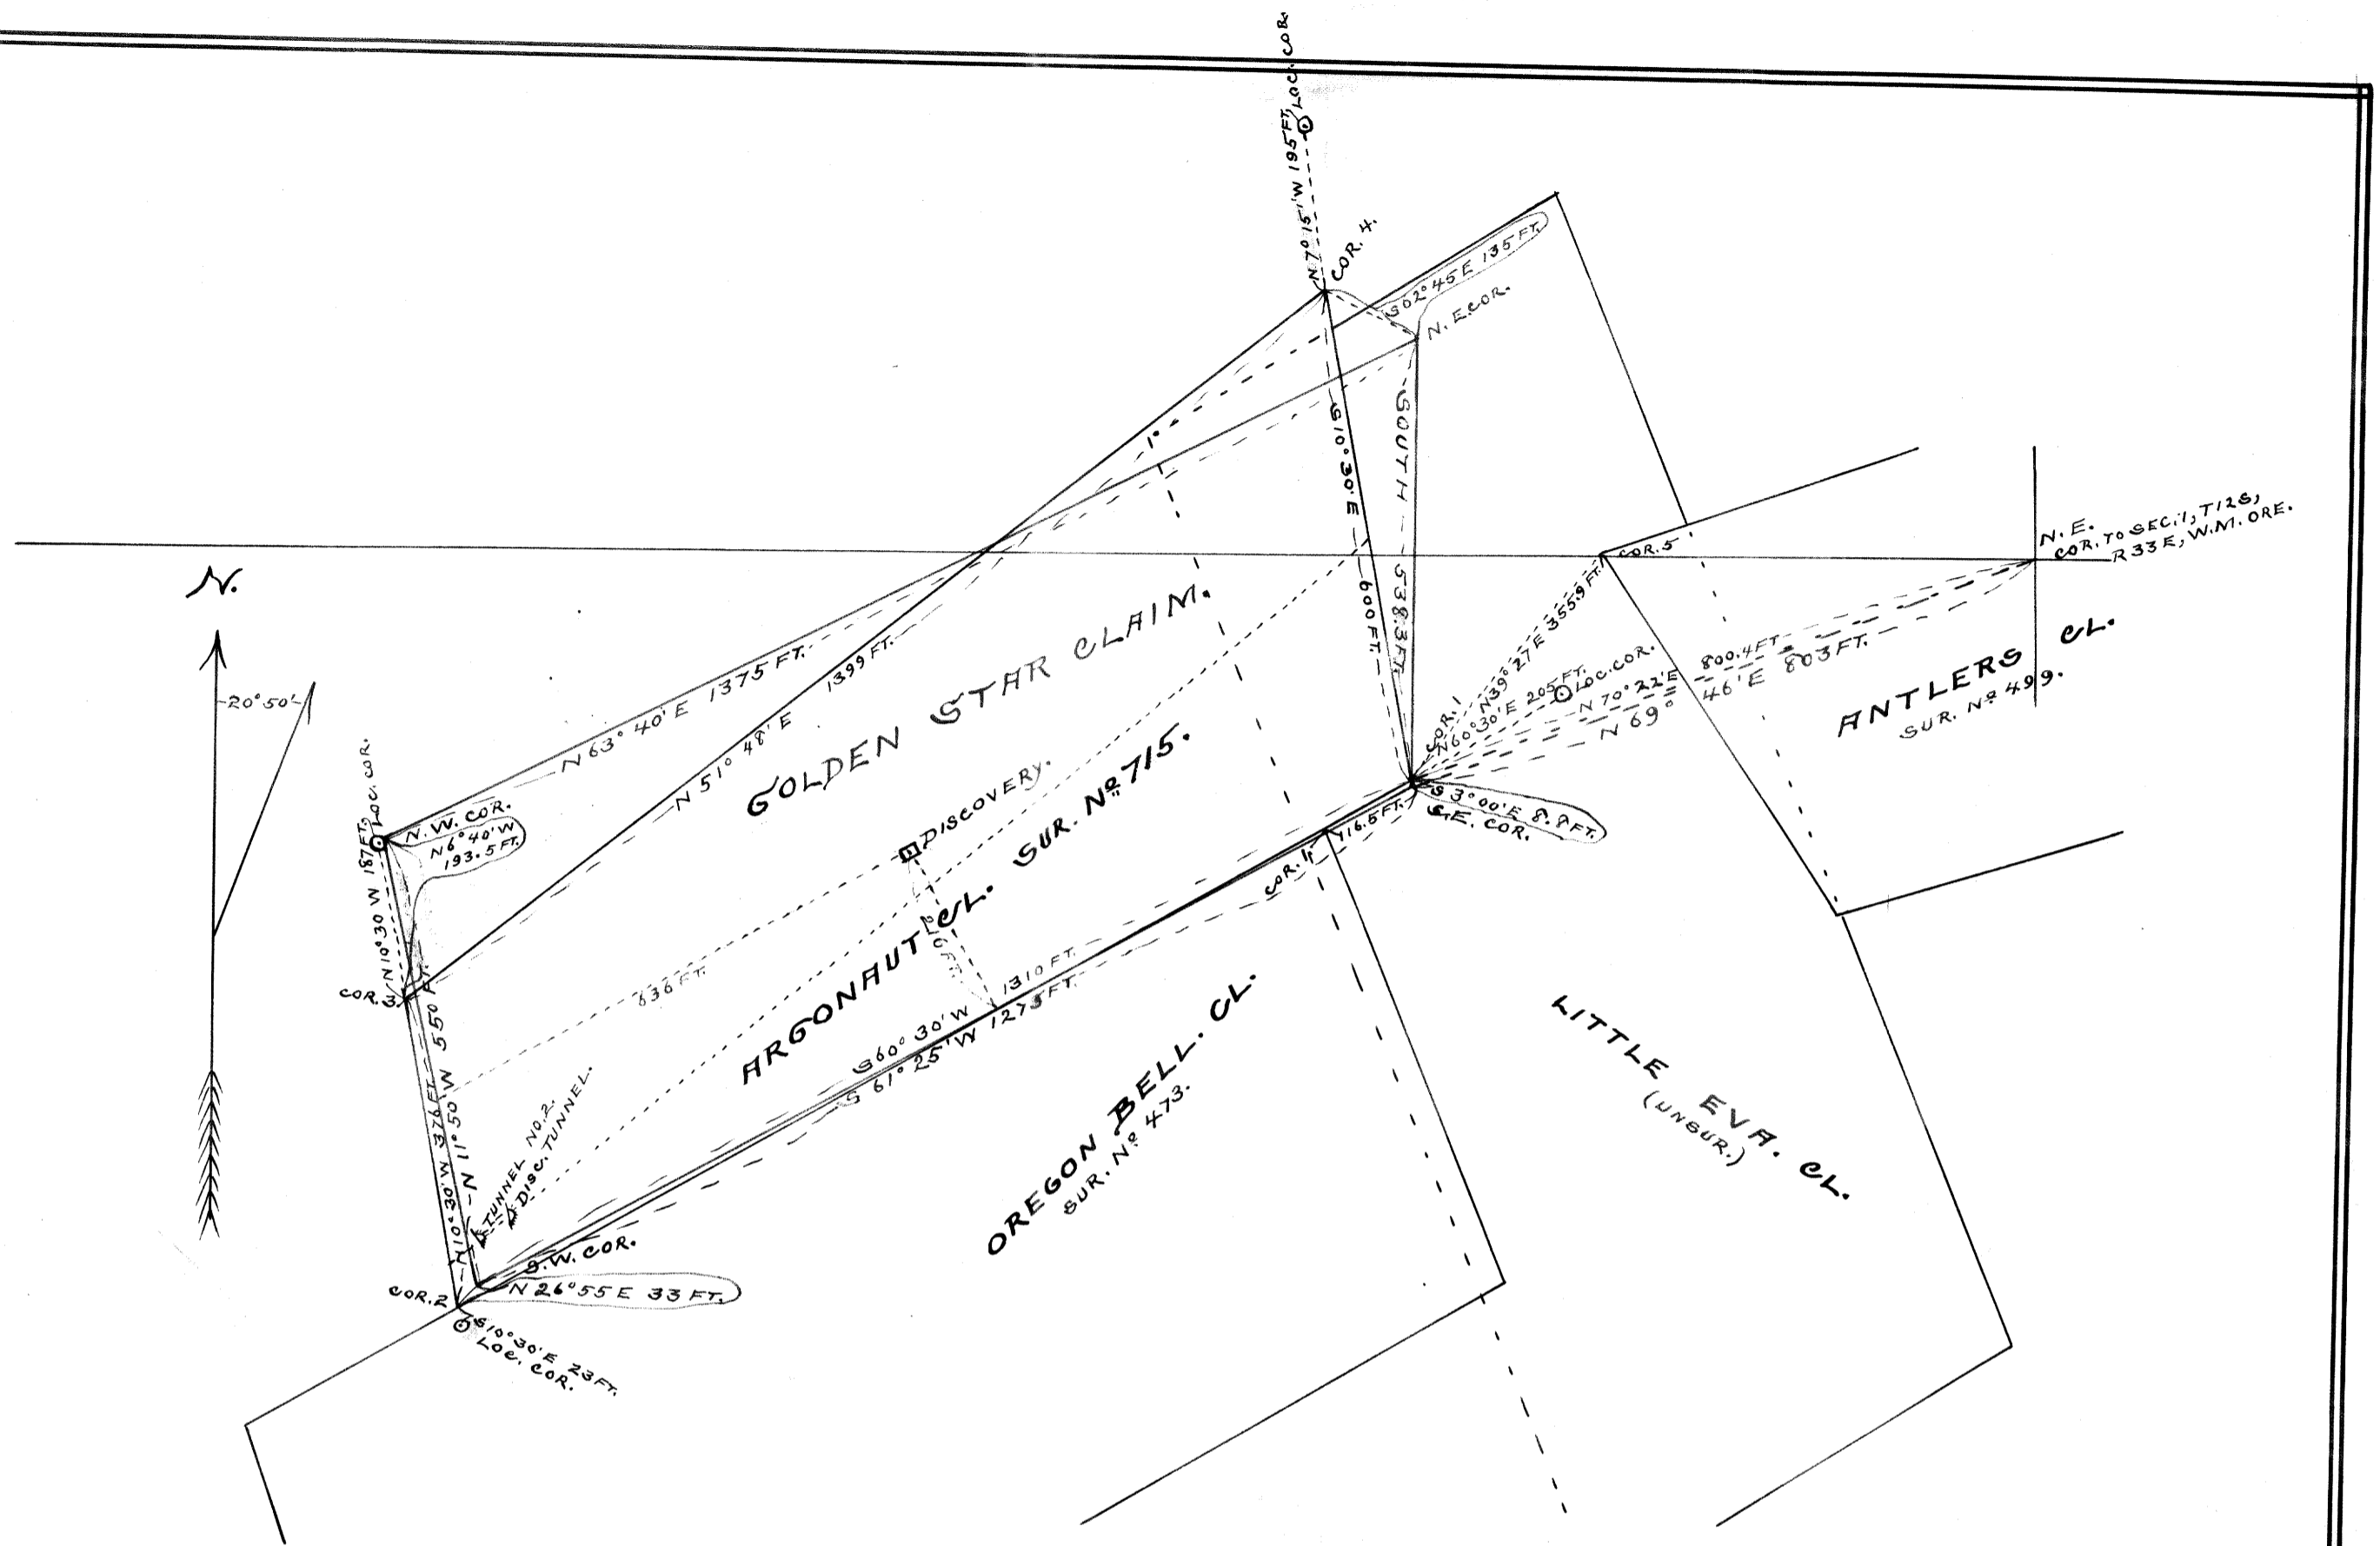 LOC. COR.
N 7° 15' W 195 FT.
COR. 4.
S 02° 45 E 135 FT.
N. E. COR.
S 10° 30' E 600 FT.
SOUTH 538.3 FT.
N. E.
COR. TO SEC. 1, T12S,
R 33 E, W.M. ORE.
COR. 5
N 39° 27 E 355.9 FT.
N.
20° 50'
GOLDEN STAR CLAIM.
N 63° 40' E 1375 FT.
N 51° 48' E 1399 FT.
LOC. COR.
N 60° 30' E 205 FT.
N 70° 22' E 800.4 FT.
N 69° 46' E 803 FT.
ANTLERS CL.
SUR. No 499.
COR. 1
S 3° 00' E 8.8 FT.
S. E. COR.
116.5 FT.
COR. 1.
LOC. COR.
N 10° 30 W 187 FT.
N. W. COR.
N 6° 40' W
193.5 FT.
COR. 3
DISCOVERY.
ARGONAUT CL. SUR. No 715.
636 FT.
1310 FT.
S 60° 30' W
S 61° 25' W 1275 FT.
N 10° 30' W 376 FT.
N 11° 50' W 550 FT.
TUNNEL NO. 2.
DISC. TUNNEL.
OREGON BELL. CL.
SUR. No 473.
LITTLE EVA. CL.
(UNSUR.)
S.W. COR.
N 26° 55 E 33 FT.
COR. 2
S 10° 30' E 23 FT.
LOC. COR.